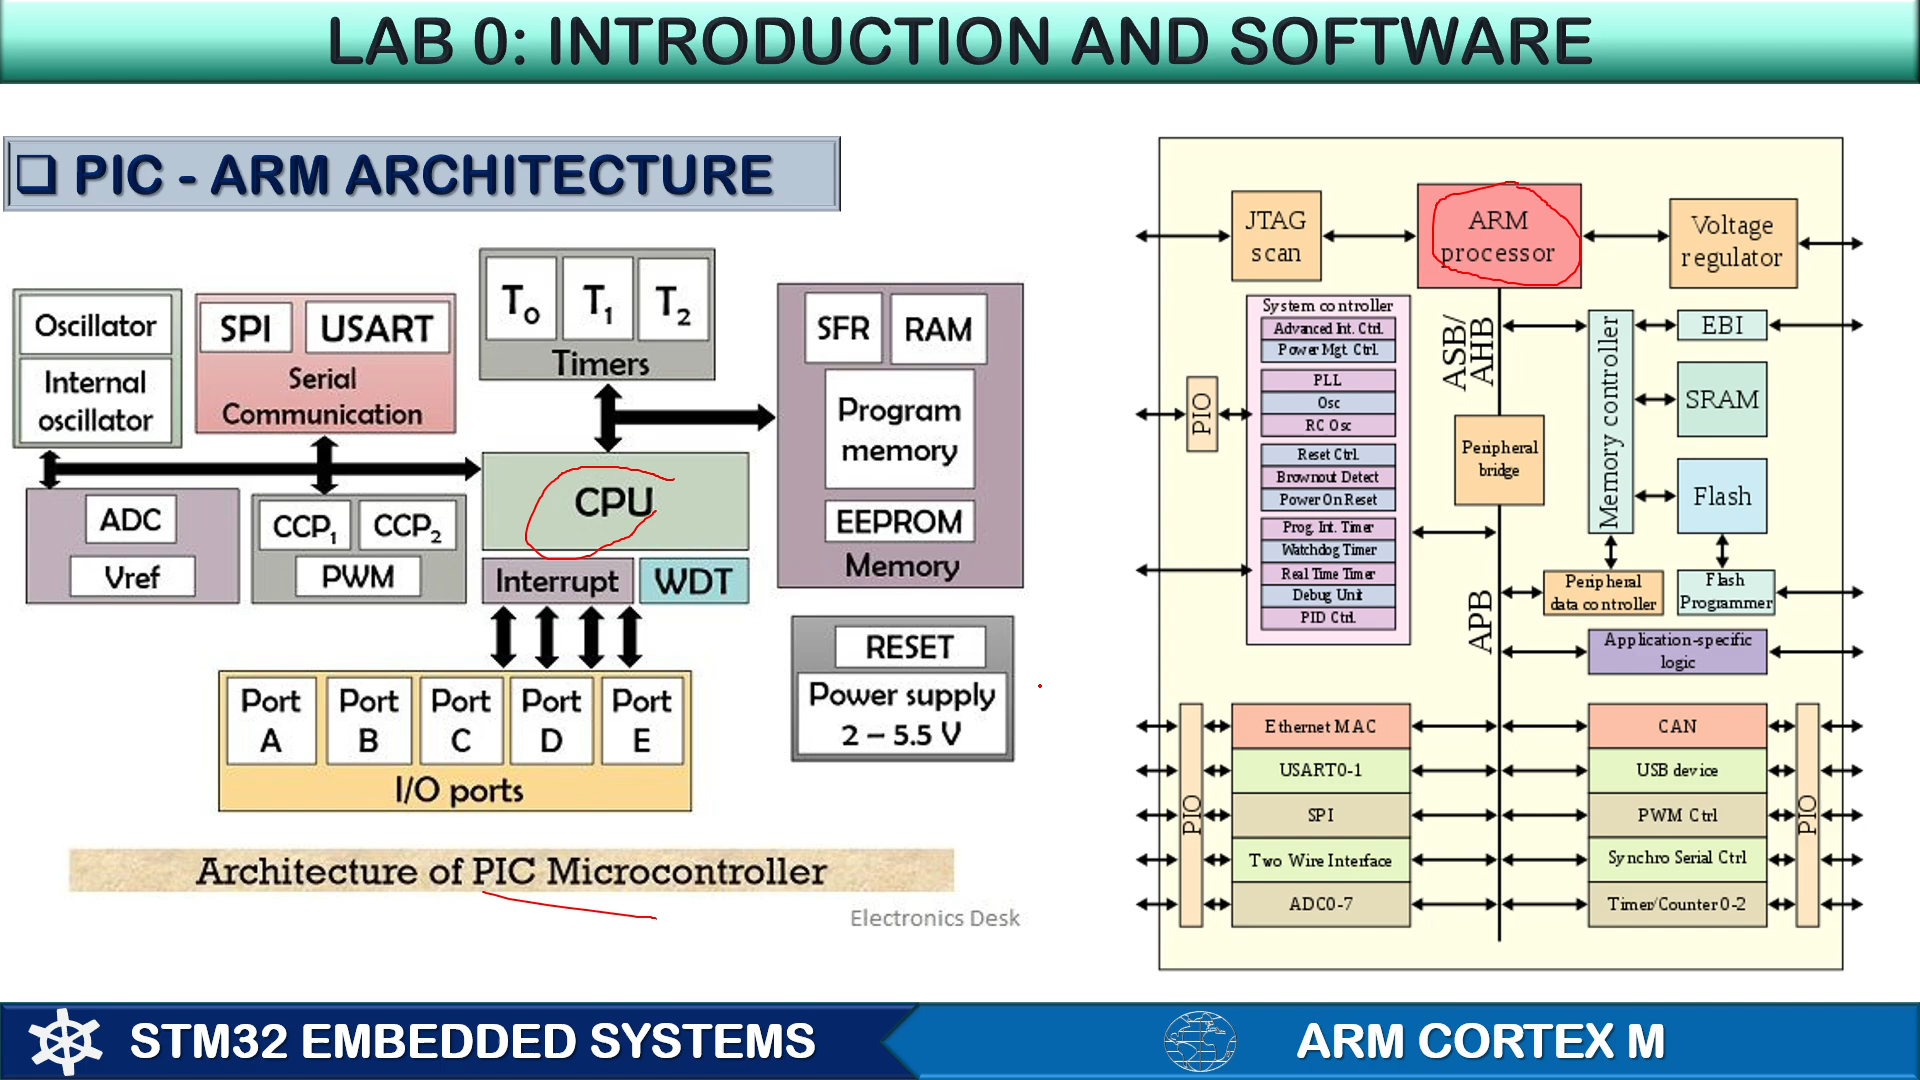 LAB 0: INTRODUCTION AND SOFTWARE
❑ PIC - ARM ARCHITECTURE
Oscillator
Internal
oscillator
SPI
USART
Serial
Communication
T0
T1
T2
Timers
SFR
RAM
Program
memory
EEPROM
Memory
CPU
ADC
Vref
CCP1
CCP2
PWM
Interrupt
WDT
RESET
Power supply
2 – 5.5 V
Port
A
Port
B
Port
C
Port
D
Port
E
I/O ports
Architecture of PIC Microcontroller
Electronics Desk
JTAG
scan
ARM
processor
Voltage
regulator
System controller
Advanced Int. Ctrl.
Power Mgt. Ctrl.
PLL
Osc
RC Osc
Reset Ctrl.
Brownout Detect
Power On Reset
Prog. Int. Timer
Watchdog Timer
Real Time Timer
Debug Unit
PID Ctrl.
PIO
ASB/
AHB
Peripheral
bridge
APB
Memory controller
EBI
SRAM
Flash
Peripheral
data controller
Flash
Programmer
Application-specific
logic
PIO
Ethernet MAC
USART0-1
SPI
Two Wire Interface
ADC0-7
CAN
USB device
PWM Ctrl
Synchro Serial Ctrl
Timer/Counter 0-2
PIO
STM32 EMBEDDED SYSTEMS
ARM CORTEX M